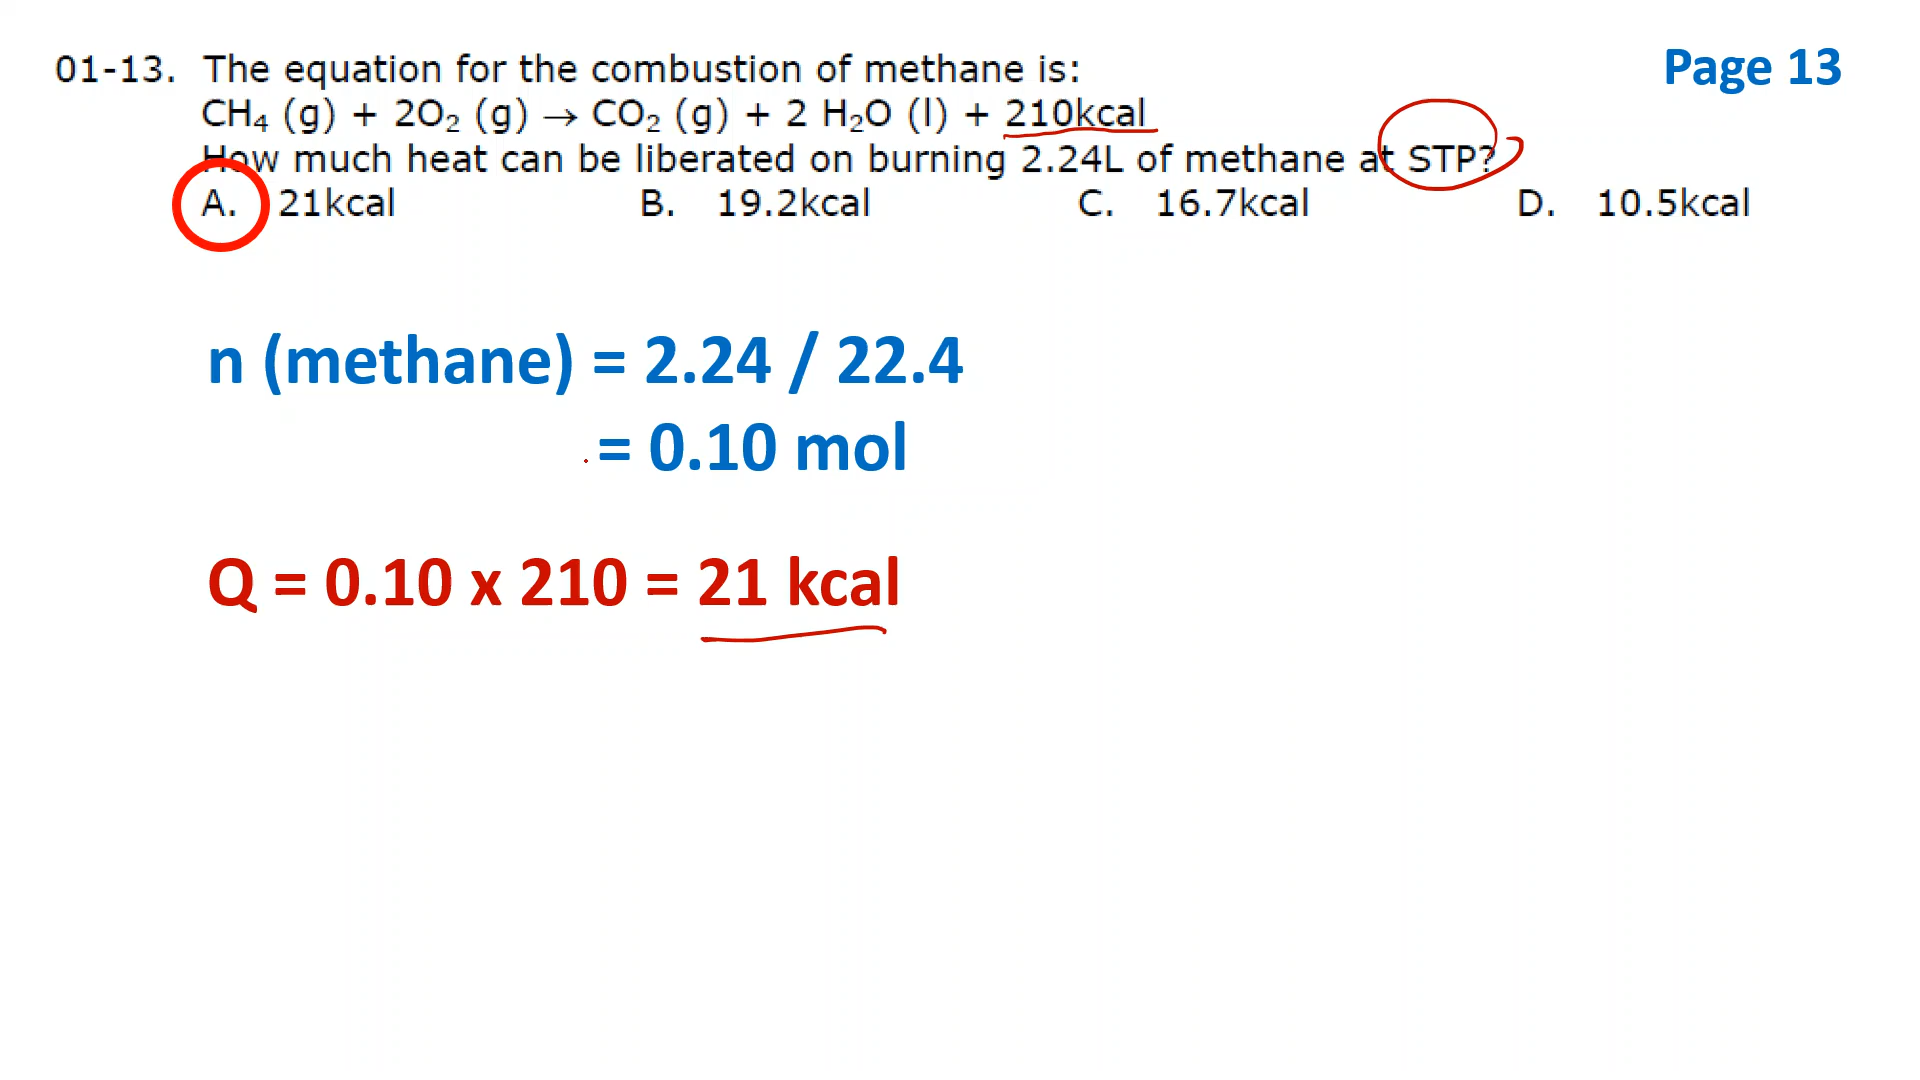 Page 13
01-13. The equation for the combustion of methane is:
CH₄ (g) + 2O₂ (g) → CO₂ (g) + 2 H₂O (l) + 210kcal
How much heat can be liberated on burning 2.24L of methane at STP?
A. 21kcal B. 19.2kcal C. 16.7kcal D. 10.5kcal
n (methane) = 2.24 / 22.4
= 0.10 mol
Q = 0.10 x 210 = 21 kcal